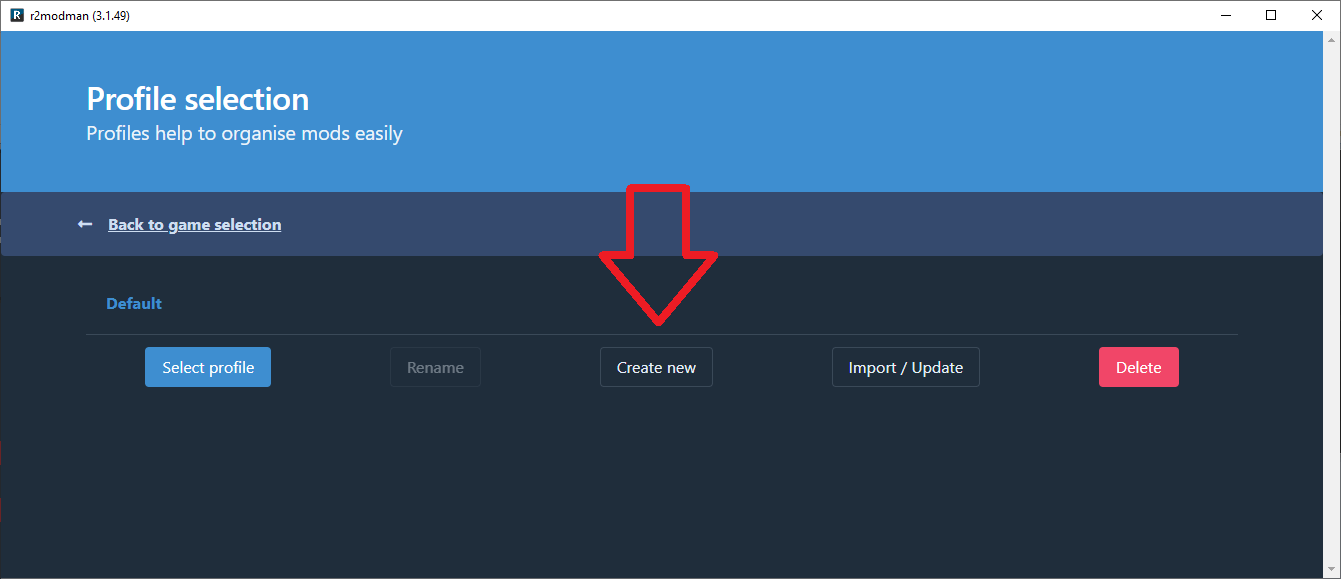 R r2modman (3.1.49)
Profile selection
Profiles help to organise mods easily
Back to game selection
Default
Select profile Rename Create new Import / Update Delete